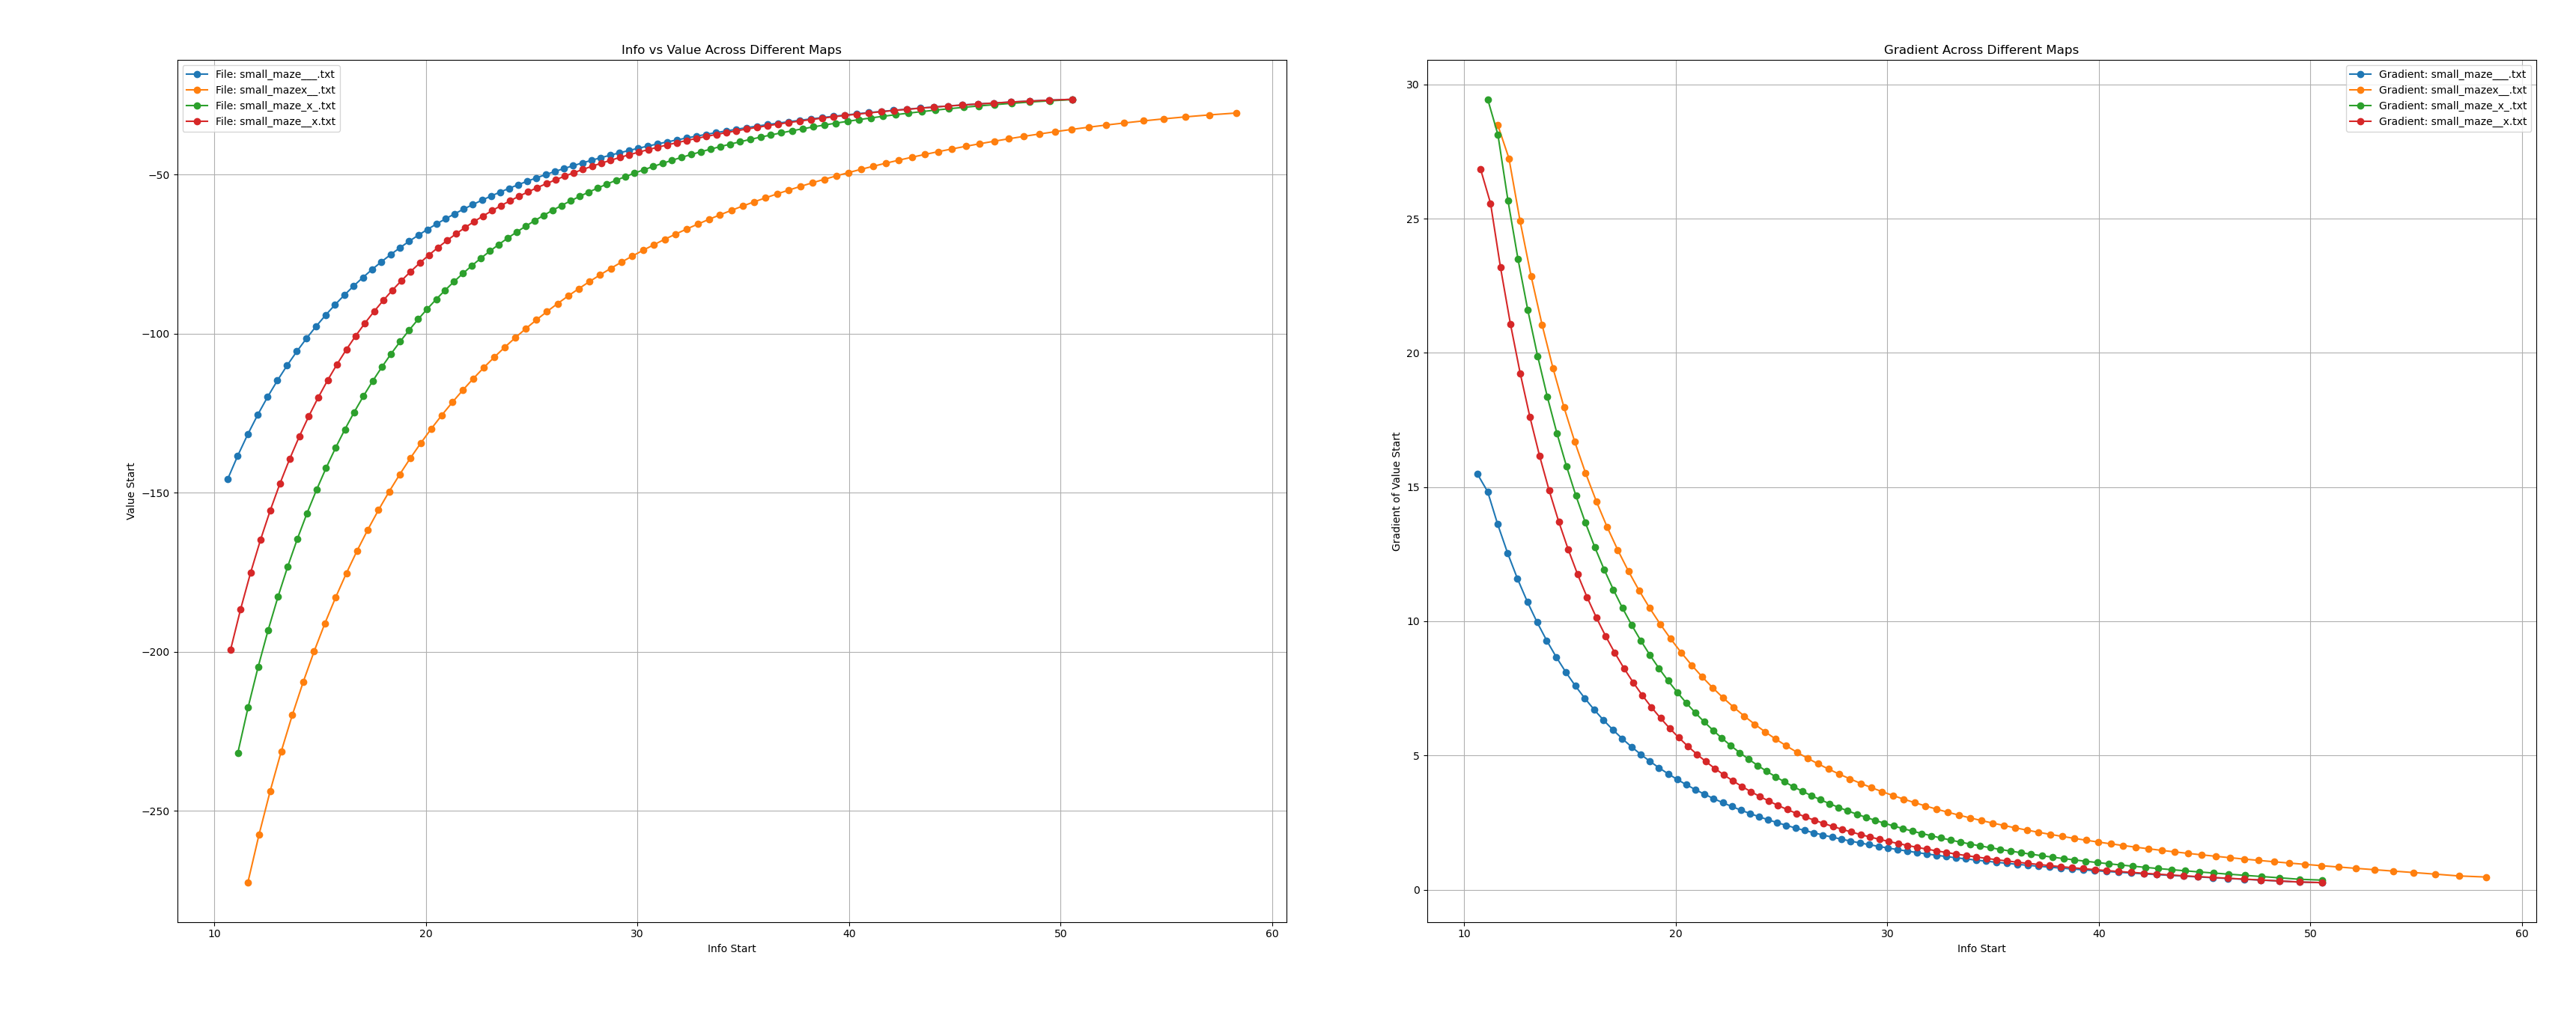 Info vs Value Across Different Maps
File: small_maze___.txt
File: small_mazex__.txt
File: small_maze_x_.txt
File: small_maze__x.txt
Value Start
−50
−100
−150
−200
−250
10 20 30 40 50 60
Info Start
Gradient Across Different Maps
Gradient: small_maze___.txt
Gradient: small_mazex__.txt
Gradient: small_maze_x_.txt
Gradient: small_maze__x.txt
Gradient of Value Start
30
25
20
15
10
5
0
10 20 30 40 50 60
Info Start